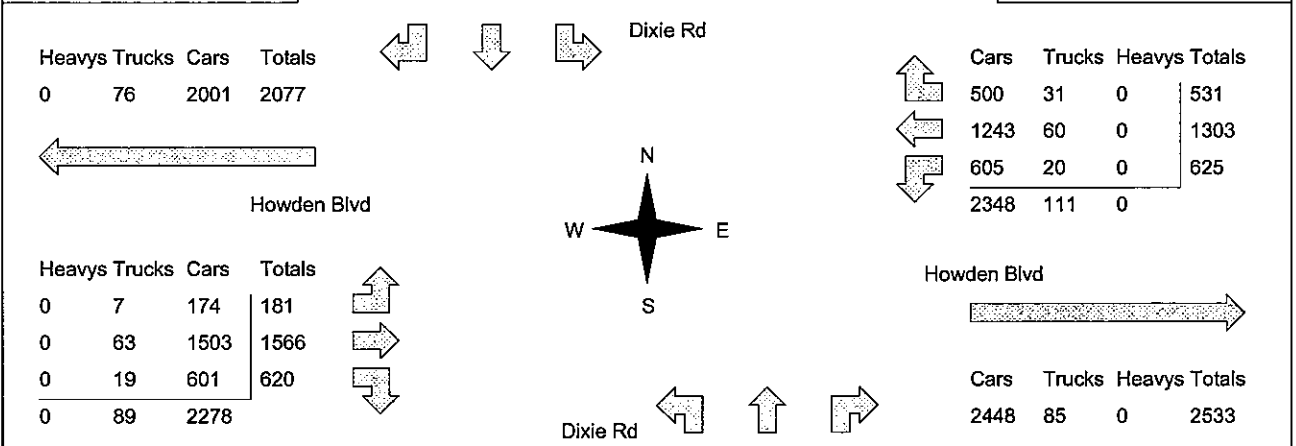 Dixie Rd
Heavys Trucks Cars Totals
0 76 2001 2077
Howden Blvd
Heavys Trucks Cars Totals
0 7 174 181
0 63 1503 1566
0 19 601 620
0 89 2278
N
W E
S
Cars Trucks Heavys Totals
500 31 0 531
1243 60 0 1303
605 20 0 625
2348 111 0
Howden Blvd
Cars Trucks Heavys Totals
2448 85 0 2533
Dixie Rd